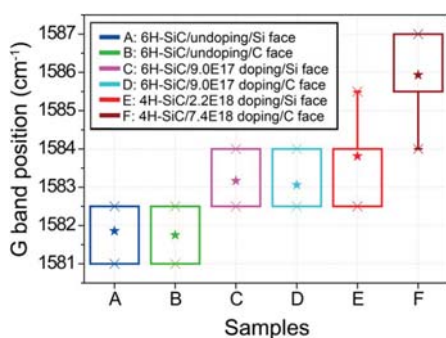 G band position (cm⁻¹)
1587
1586
1585
1584
1583
1582
1581
A: 6H-SiC/undoping/Si face
B: 6H-SiC/undoping/C face
C: 6H-SiC/9.0E17 doping/Si face
D: 6H-SiC/9.0E17 doping/C face
E: 4H-SiC/2.2E18 doping/Si face
F: 4H-SiC/7.4E18 doping/C face
A B C D E F
Samples